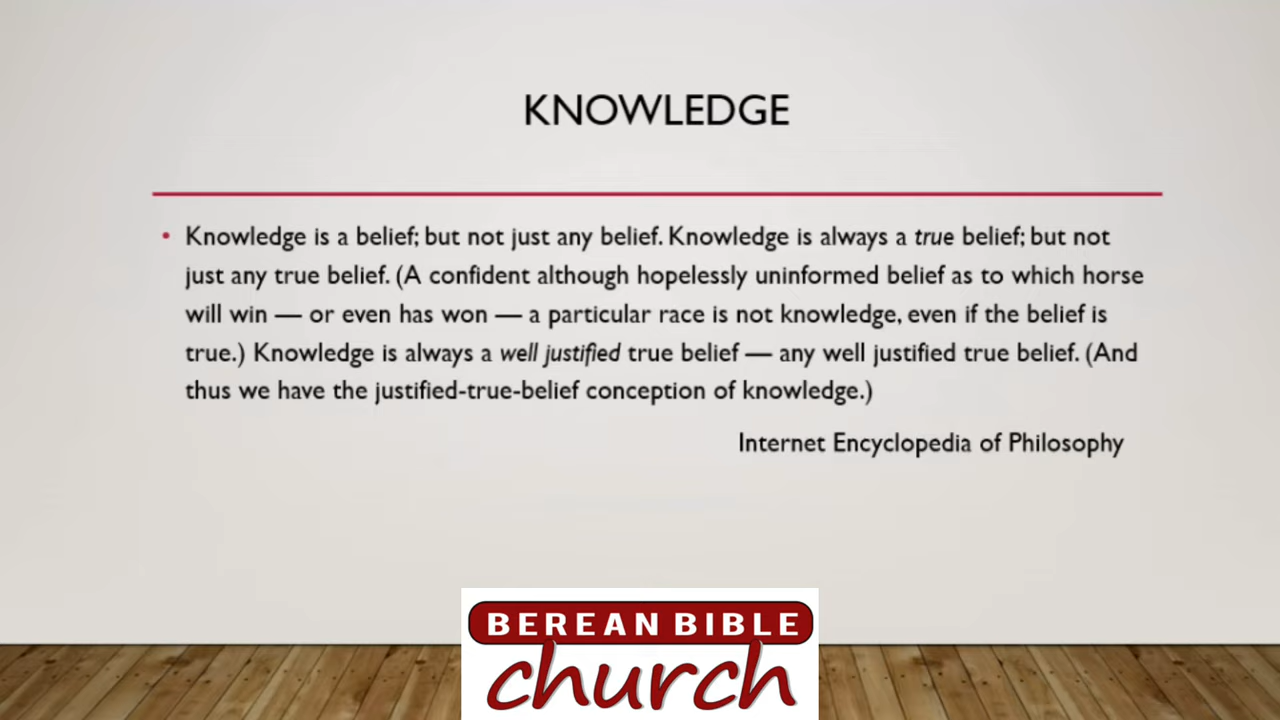 KNOWLEDGE
• Knowledge is a belief; but not just any belief. Knowledge is always a true belief; but not
just any true belief. (A confident although hopelessly uninformed belief as to which horse
will win — or even has won — a particular race is not knowledge, even if the belief is
true.) Knowledge is always a well justified true belief — any well justified true belief. (And
thus we have the justified-true-belief conception of knowledge.)
Internet Encyclopedia of Philosophy
BEREAN BIBLE
church